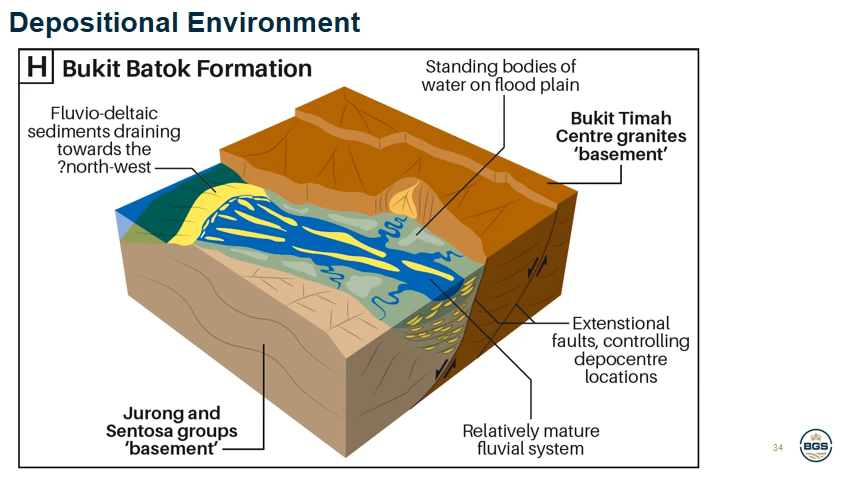 Depositional Environment
H Bukit Batok Formation
Standing bodies of
water on flood plain
Fluvio-deltaic
sediments draining
towards the
?north-west
Bukit Timah
Centre granites
‘basement’
Extenstional
faults, controlling
depocentre
locations
Jurong and
Sentosa groups
‘basement’
Relatively mature
fluvial system
34
BGS